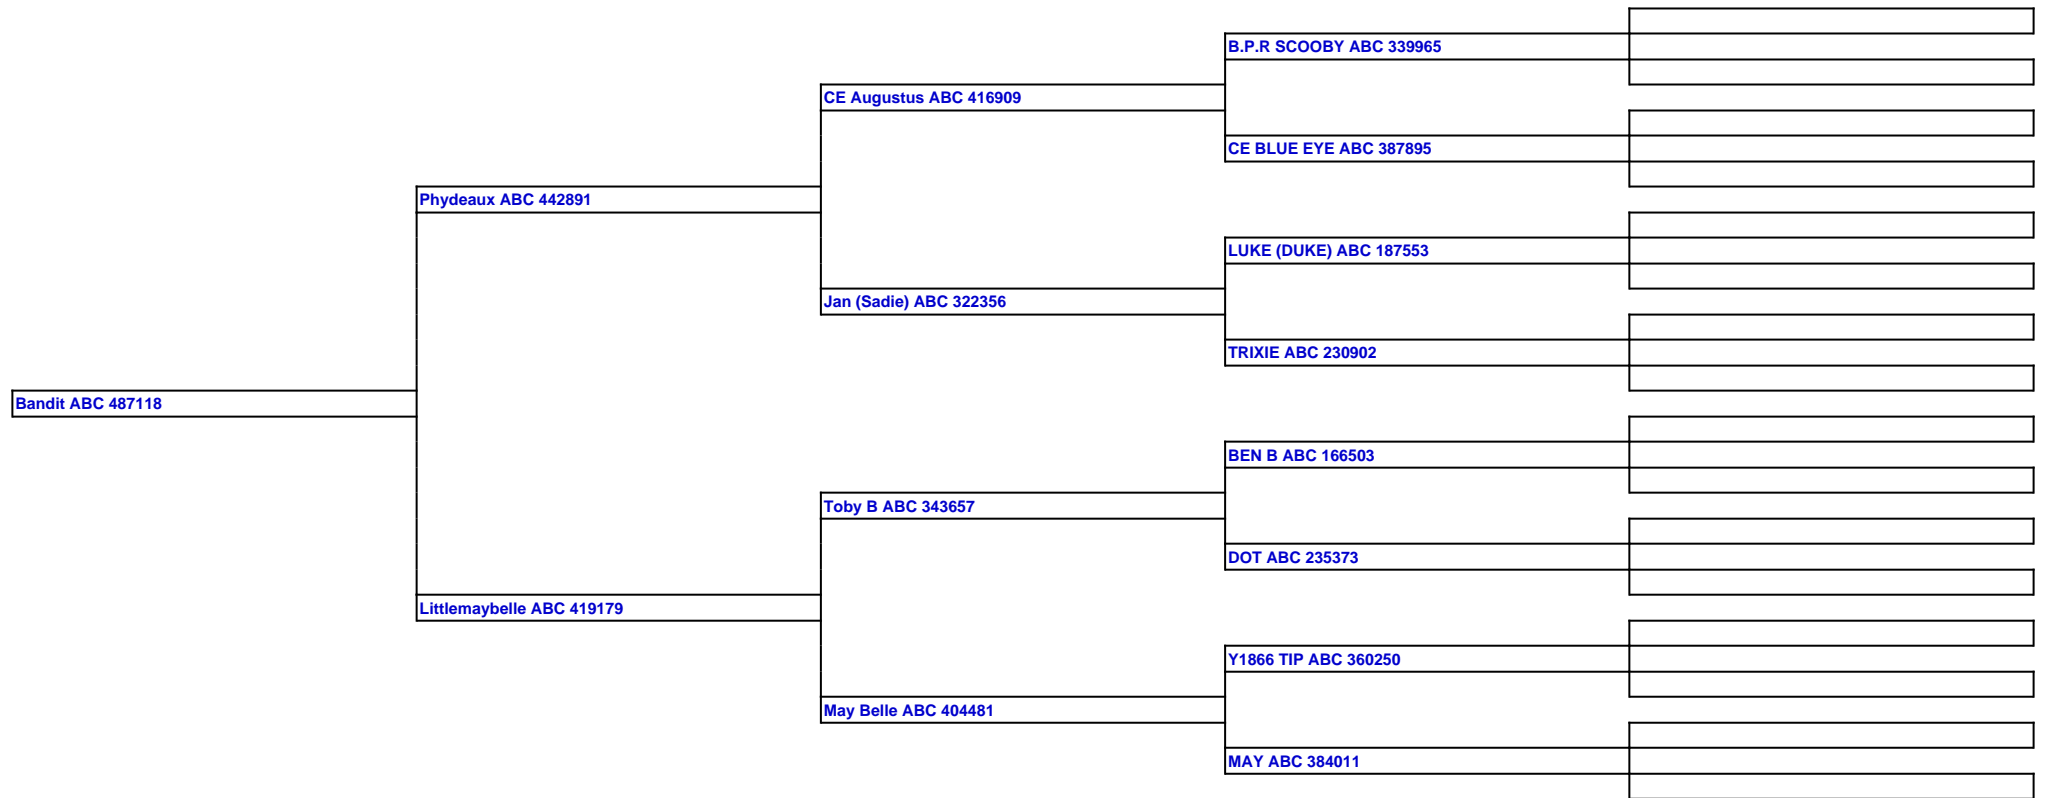 B.P.R SCOOBY ABC 339965
CE Augustus ABC 416909
CE BLUE EYE ABC 387895
Phydeaux ABC 442891
LUKE (DUKE) ABC 187553
Jan (Sadie) ABC 322356
TRIXIE ABC 230902
Bandit ABC 487118
BEN B ABC 166503
Toby B ABC 343657
DOT ABC 235373
Littlemaybelle ABC 419179
Y1866 TIP ABC 360250
May Belle ABC 404481
MAY ABC 384011